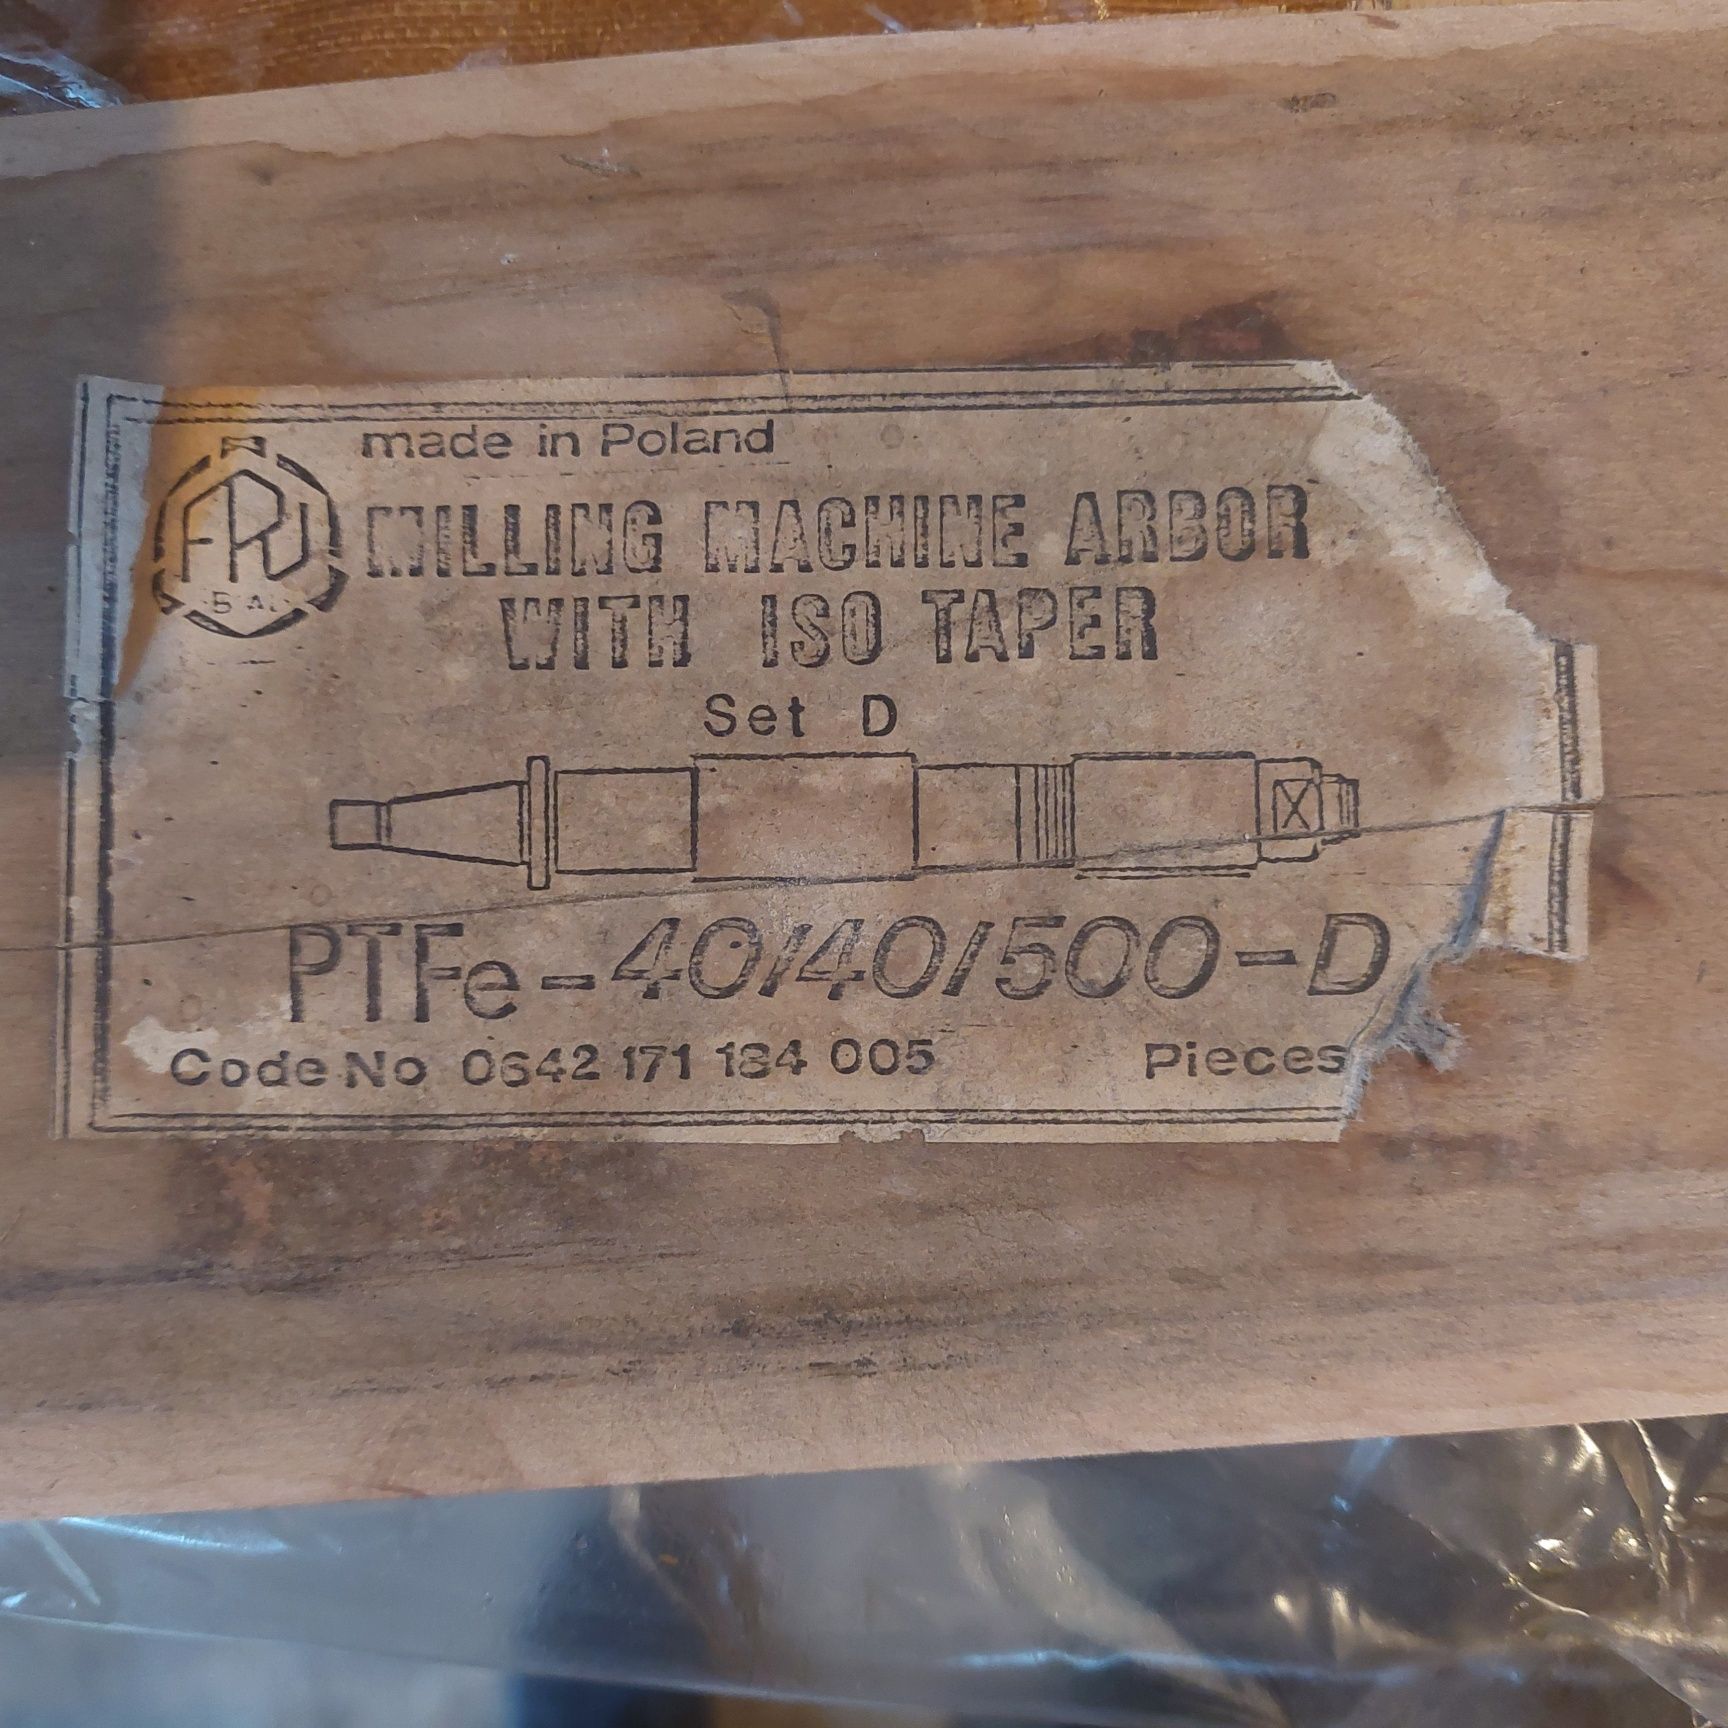 made in Poland
MILLING MACHINE ARBOR
WITH ISO TAPER
Set D
PTFe-40/40/500-D
Code No 0642 171 184 005 Pieces